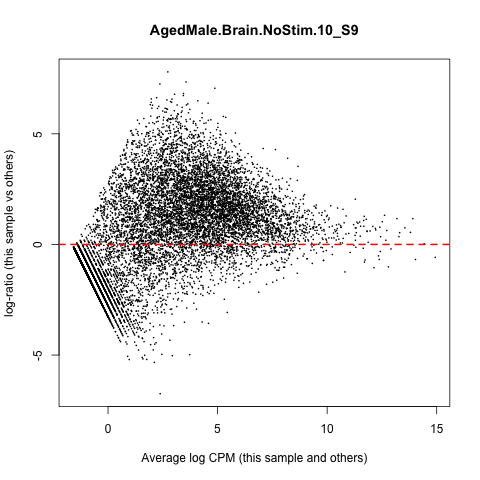 AgedMale.Brain.NoStim.10_S9
log-ratio (this sample vs others)
5
0
-5
0
5
10
15
Average log CPM (this sample and others)